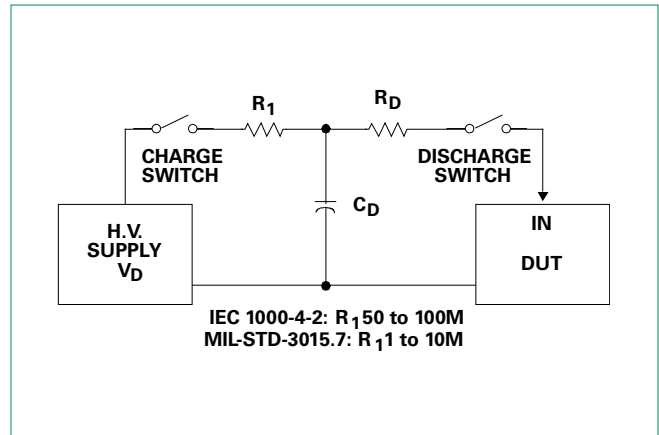 R1
RD
CHARGE
SWITCH
DISCHARGE
SWITCH
CD
H.V.
SUPPLY
VD
IN
DUT
IEC 1000-4-2: R1 50 to 100M
MIL-STD-3015.7: R1 1 to 10M